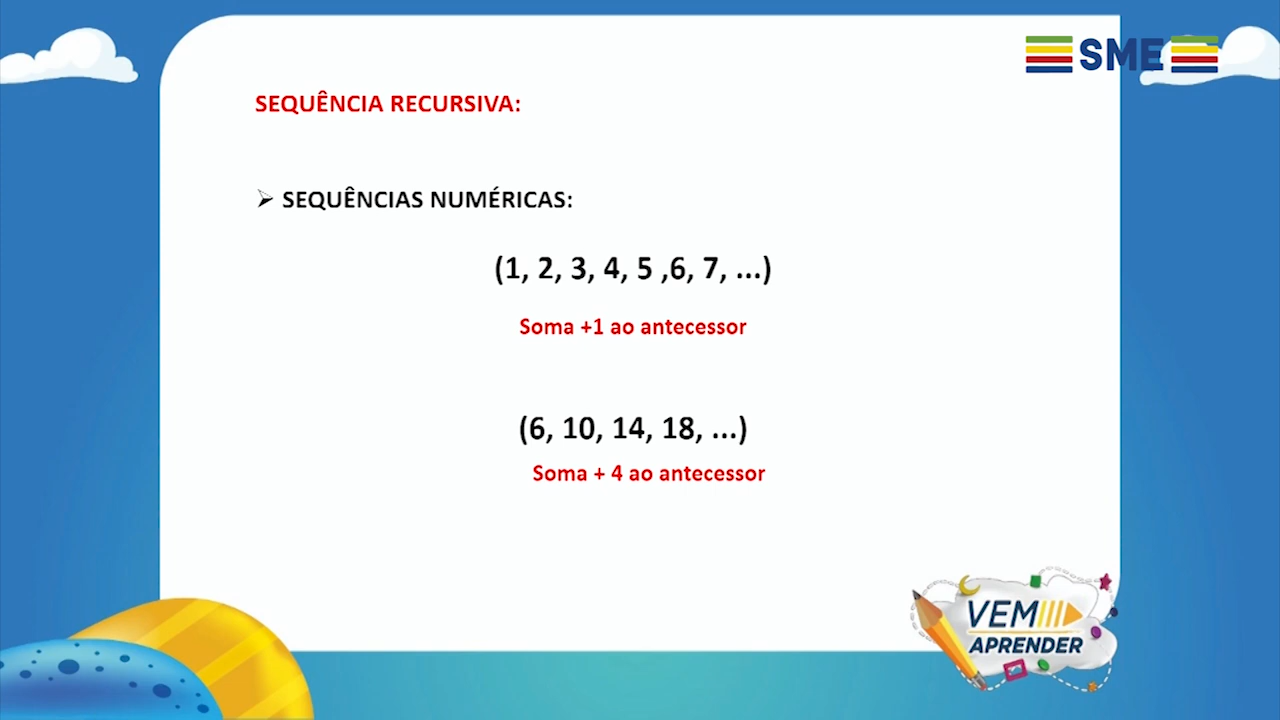 SME
SEQUÊNCIA RECURSIVA:
➢ SEQUÊNCIAS NUMÉRICAS:
(1, 2, 3, 4, 5 ,6, 7, ...)
Soma +1 ao antecessor
(6, 10, 14, 18, ...)
Soma + 4 ao antecessor
VEM
APRENDER